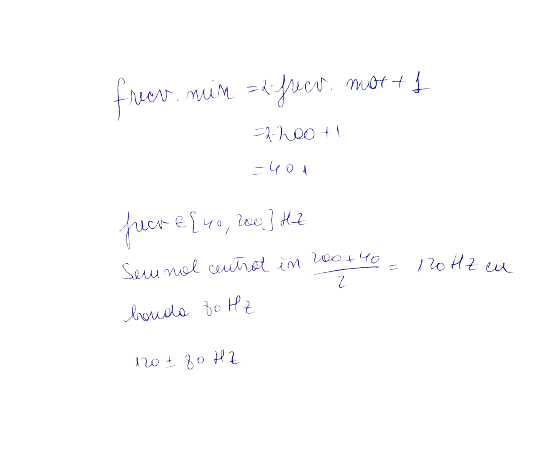 frecv. min = 2·frecv. max + 1
= 2·200 + 1
= 401
frecv ∈ [40, 200] Hz
Semnal centrat in (200+40)/2 = 120 Hz cu
banda 80 Hz
120 ± 80 Hz